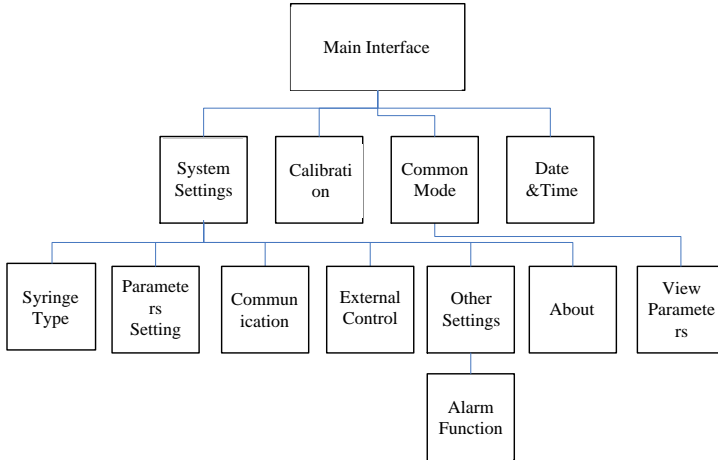 Main Interface
System
Settings
Calibrati
on
Common
Mode
Date
&Time
Syringe
Type
Paramete
rs
Setting
Commun
ication
External
Control
Other
Settings
About
View
Paramete
rs
Alarm
Function